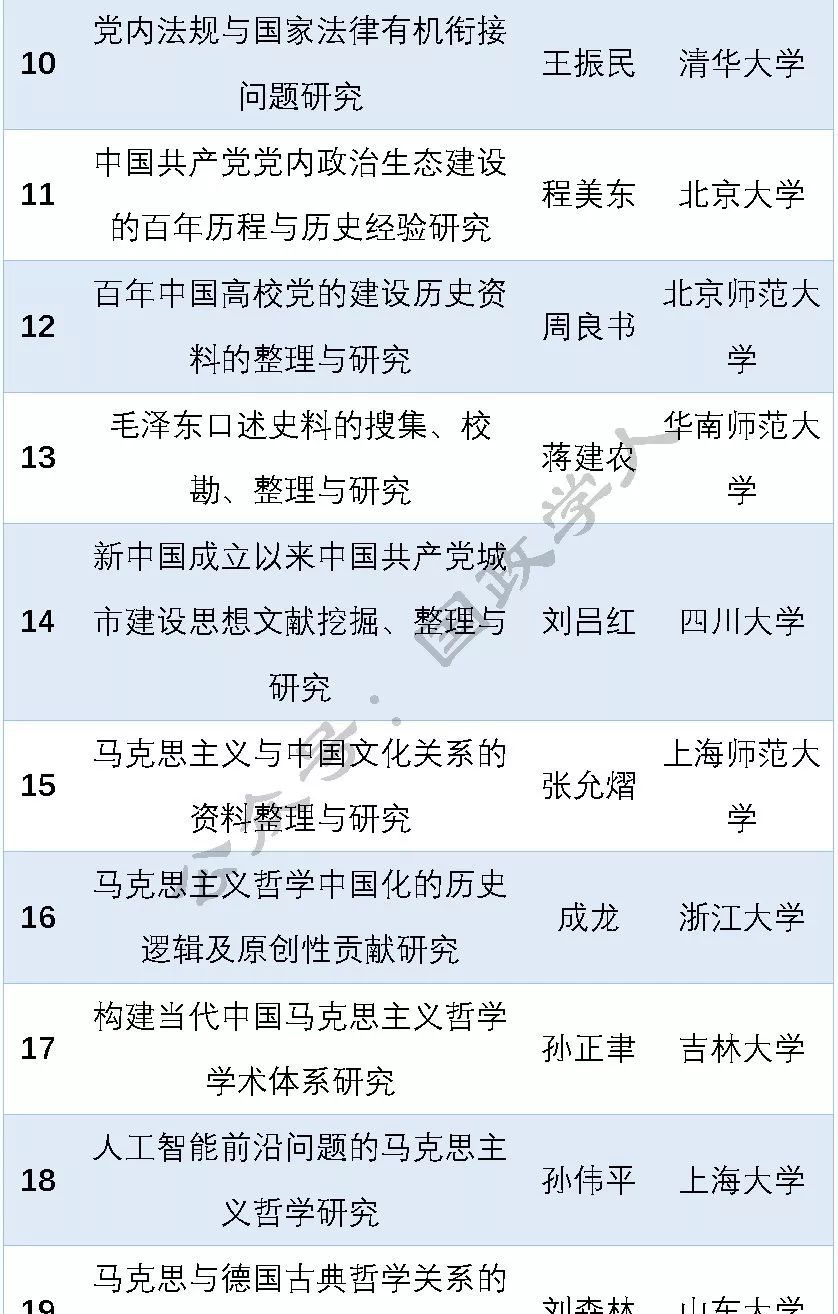 党内法规与国家法律有机衔接
10 王振民 清华大学
问题研究
中国共产党党内政治生态建设
11 程美东 北京大学
的百年历程与历史经验研究
百年中国高校党的建设历史资 北京师范大
12 周良书
料的整理与研究 学
毛泽东口述史料的搜集、校 华南师范大
13 蒋建农
勘、整理与研究 学
新中国成立以来中国共产党城
14 市建设思想文献挖掘、整理与 刘吕红 四川大学
研究
马克思主义与中国文化关系的 上海师范大
15 张允熠
资料整理与研究 学
马克思主义哲学中国化的历史
16 成龙 浙江大学
逻辑及原创性贡献研究
构建当代中国马克思主义哲学
17 孙正聿 吉林大学
学术体系研究
人工智能前沿问题的马克思主
18 孙伟平 上海大学
义哲学研究
马克思与德国古典哲学关系的
19 刘森林 山东大学
公众号：国政学人